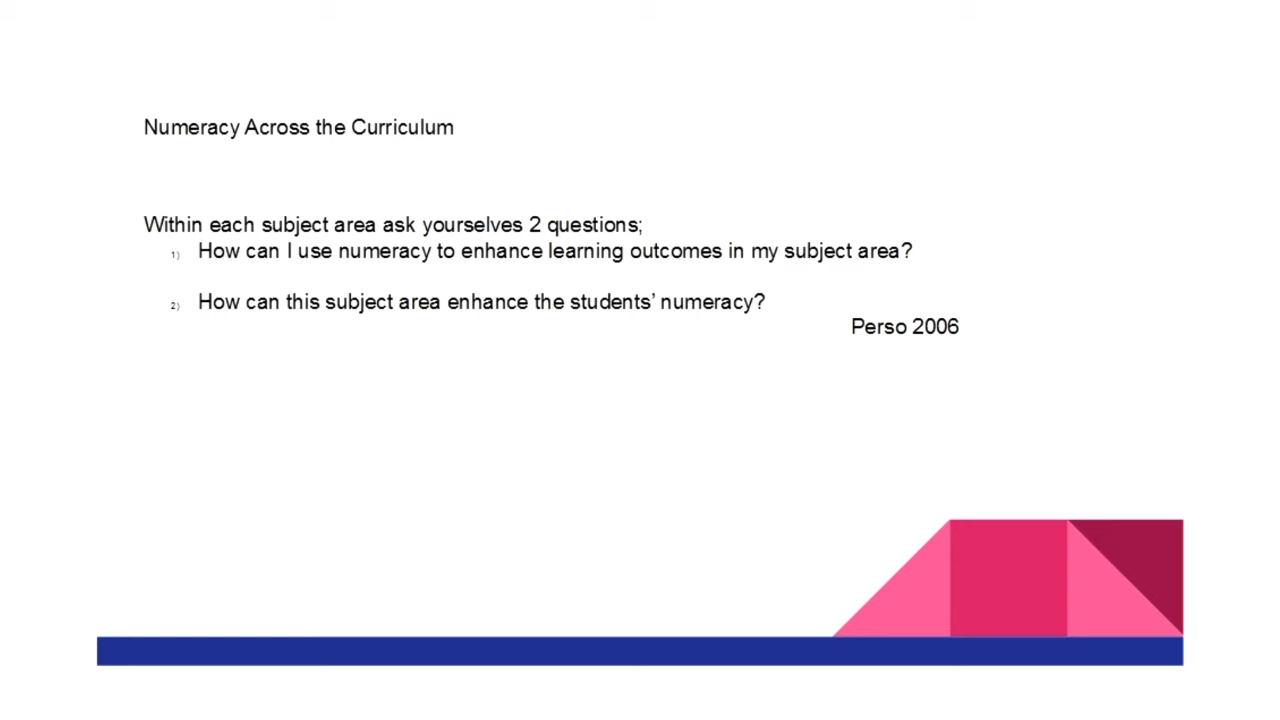 Numeracy Across the Curriculum
Within each subject area ask yourselves 2 questions;
1) How can I use numeracy to enhance learning outcomes in my subject area?
2) How can this subject area enhance the students’ numeracy?
Perso 2006